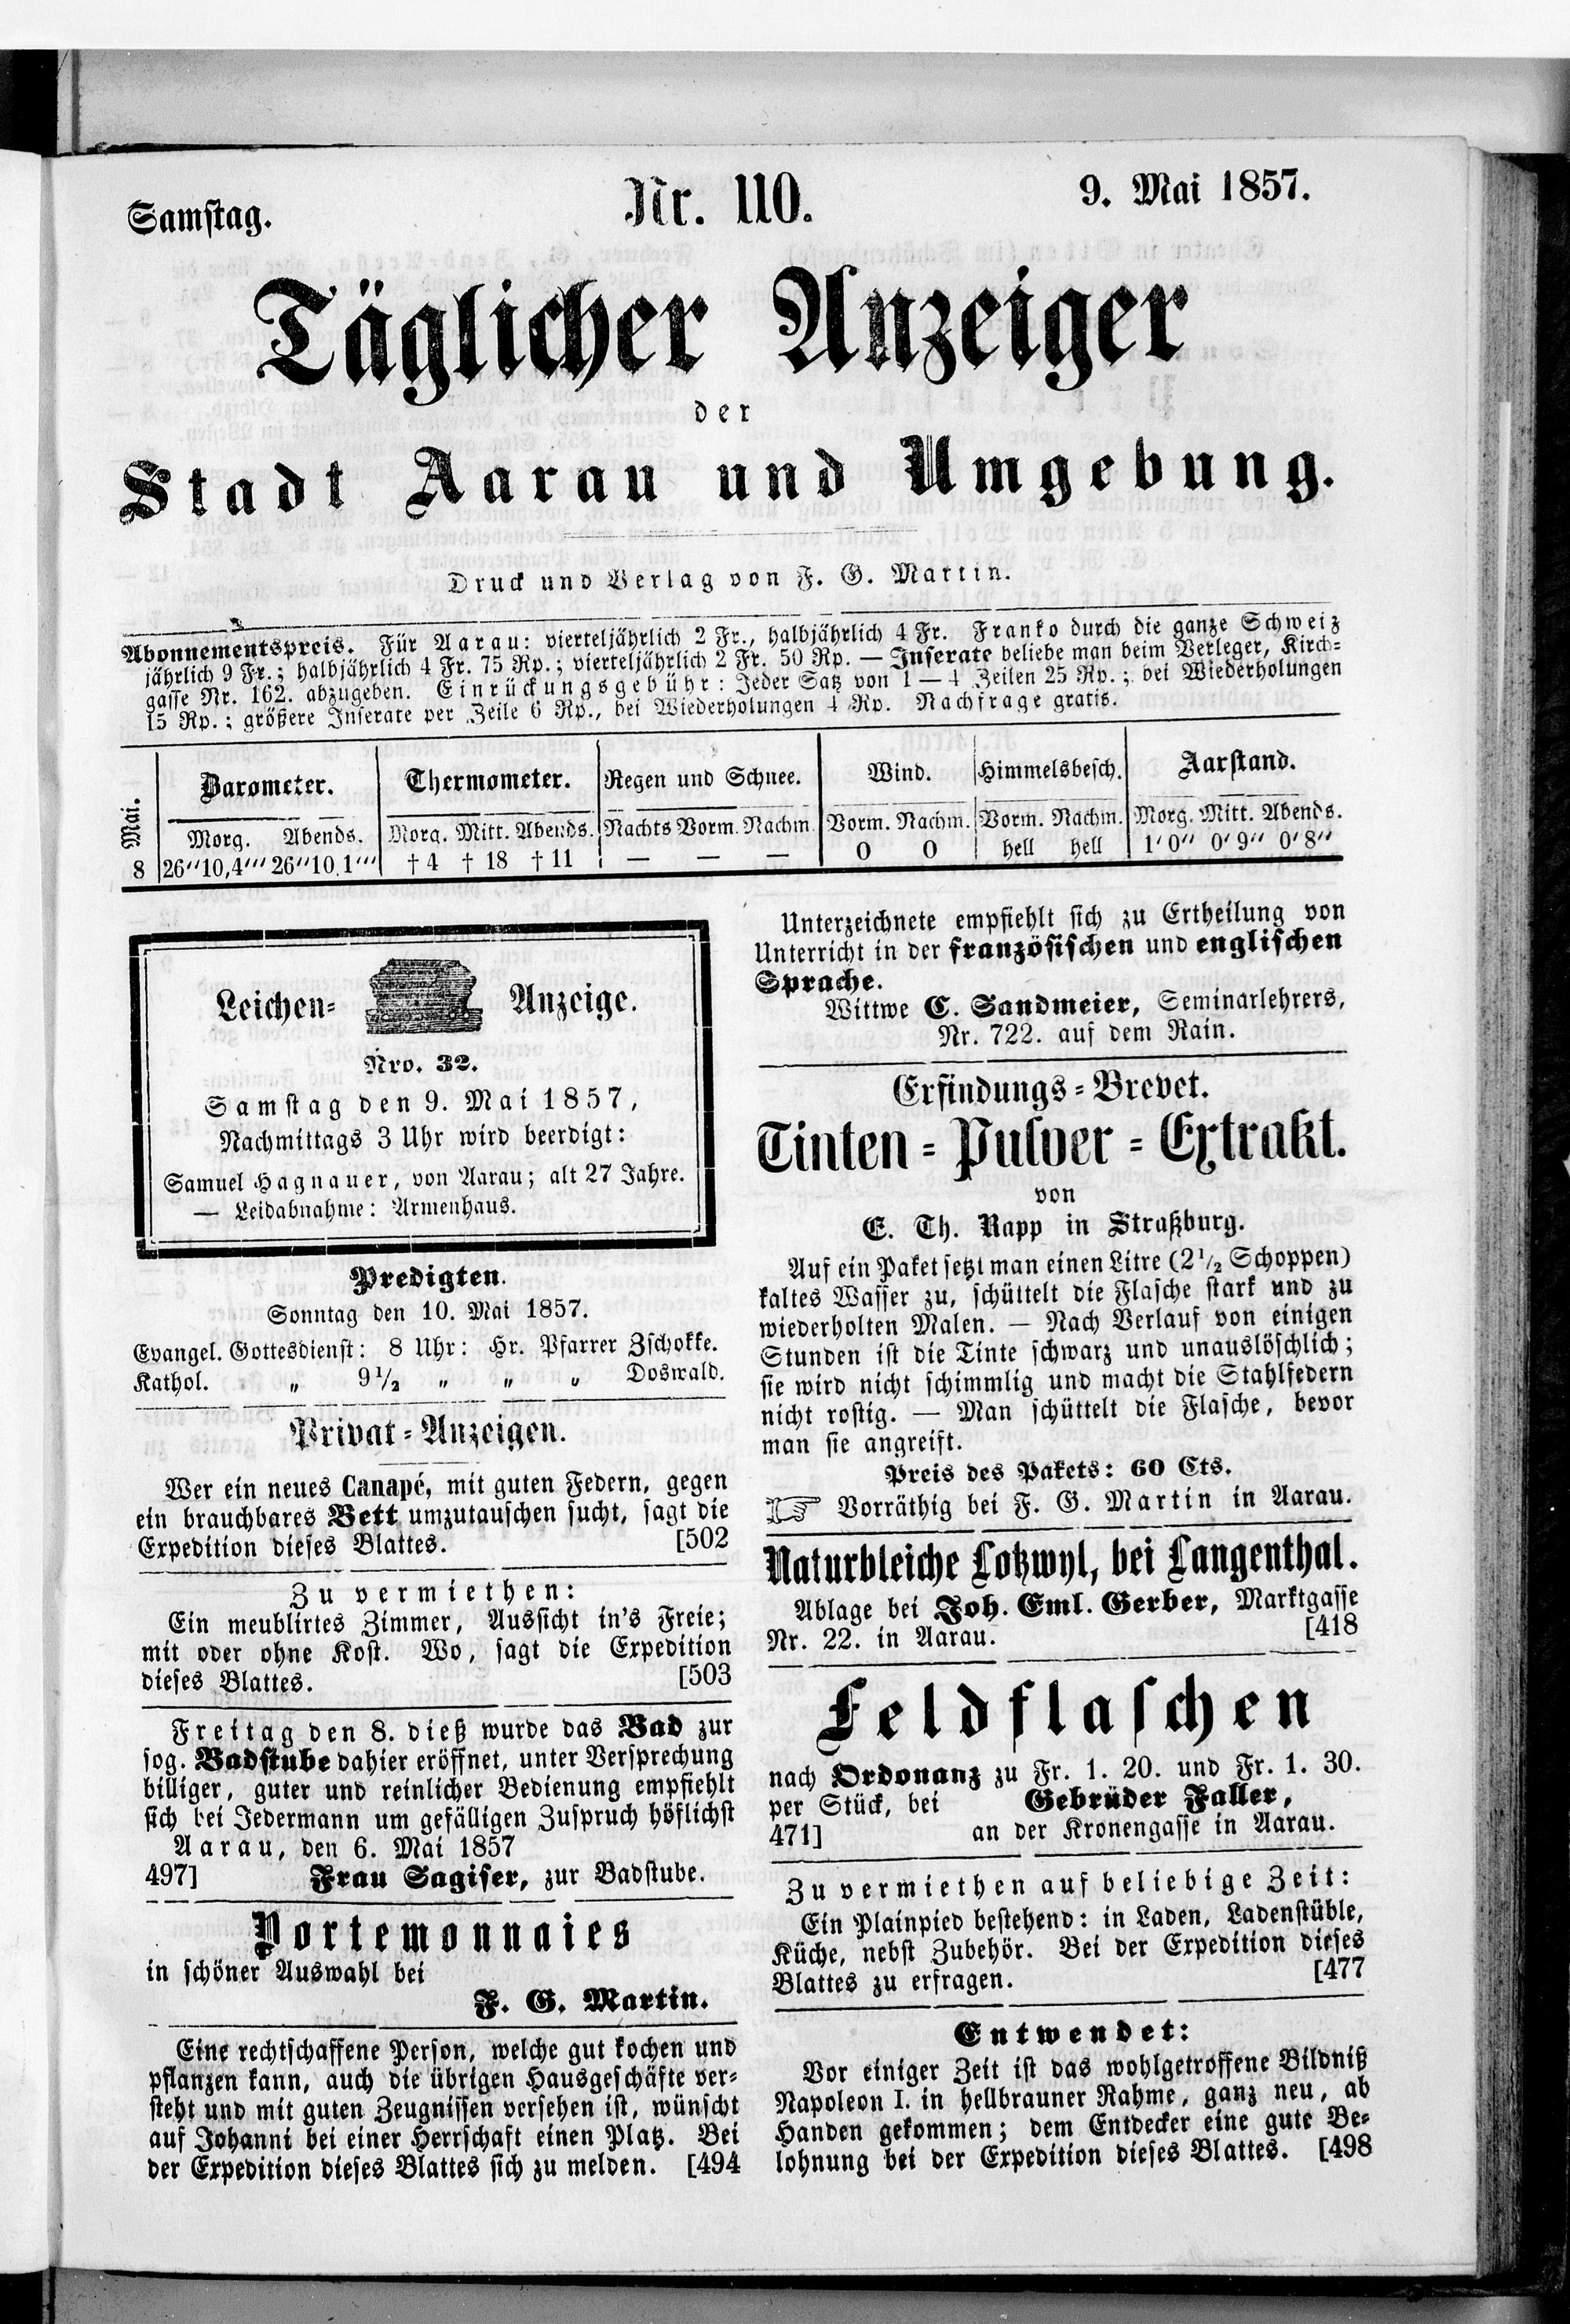 Samstag.
Nr. 110.
9. Mai 1857.
Täglicher Anzeiger
der
Stadt Aarau und Umgebung.
Druck und Verlag von F. G. Martin.
Abonnementspreis. Für Aarau: vierteljährlich 2 Fr., halbjährlich 4 Fr. Franko durch die ganze Schweiz
jährlich 9 Fr.; halbjährlich 4 Fr. 75 Rp.; vierteljährlich 2 Fr. 50 Rp. — Inserate beliebe man beim Verleger, Kirch-
gasse Nr. 162. abzugeben. Einrückungsgebühr: Jeder Satz von 1 — 4 Zeilen 25 Rp.; bei Wiederholungen
15 Rp.; größere Inserate per Zeile 6 Rp., bei Wiederholungen 4 Rp. Nachfrage gratis.
Mai. Barometer. Thermometer. Regen und Schnee. Wind. Himmelsbesch. Aarstand.
Morg. Abends. Morg. Mitt. Abends. Nachts Vorm. Nachm. Vorm. Nachm. Vorm. Nachm. Morg. Mitt. Abends.
8 26′′10,4′′′ 26′′10,1′′′ †4 †18 †11 — — — O O hell hell 1′0′′ 0′9′′ 0′8′′
Leichen-Anzeige.
Nro. 32.
Samstag den 9. Mai 1857,
Nachmittags 3 Uhr wird beerdigt:
Samuel Hagnauer, von Aarau; alt 27 Jahre.
— Leidabnahme: Armenhaus.
Predigten.
Sonntag den 10. Mai 1857.
Evangel. Gottesdienst: 8 Uhr: Hr. Pfarrer Zschokke.
Kathol. „ 9½ „ „ „ Doswald.
Privat-Anzeigen.
Wer ein neues Canapé, mit guten Federn, gegen
ein brauchbares Bett umzutauschen sucht, sagt die
Expedition dieses Blattes. [502
Zu vermiethen:
Ein meublirtes Zimmer, Aussicht in's Freie;
mit oder ohne Kost. Wo, sagt die Expedition
dieses Blattes. [503
Freitag den 8. dieß wurde das Bad zur
sog. Badstube dahier eröffnet, unter Versprechung
billiger, guter und reinlicher Bedienung empfiehlt
sich bei Jedermann um gefälligen Zuspruch höflichst
Aarau, den 6. Mai 1857
497] Frau Sagiser, zur Badstube.
Portemonnaies
in schöner Auswahl bei
F. G. Martin.
Eine rechtschaffene Person, welche gut kochen und
pflanzen kann, auch die übrigen Hausgeschäfte ver-
steht und mit guten Zeugnissen versehen ist, wünscht
auf Johanni bei einer Herrschaft einen Platz. Bei
der Expedition dieses Blattes sich zu melden. [494
Unterzeichnete empfiehlt sich zu Ertheilung von
Unterricht in der französischen und englischen
Sprache.
Wittwe C. Sandmeier, Seminarlehrers,
Nr. 722. auf dem Rain.
Erfindungs-Brevet.
Tinten-Pulver-Extrakt.
von
E. Th. Rapp in Straßburg.
Auf ein Paket setzt man einen Litre (2½ Schoppen)
kaltes Wasser zu, schüttelt die Flasche stark und zu
wiederholten Malen. — Nach Verlauf von einigen
Stunden ist die Tinte schwarz und unauslöschlich;
sie wird nicht schimmlig und macht die Stahlfedern
nicht rostig. — Man schüttelt die Flasche, bevor
man sie angreift.
Preis des Pakets: 60 Cts.
☞ Vorräthig bei F. G. Martin in Aarau.
Naturbleiche Lotzwyl, bei Langenthal.
Ablage bei Joh. Eml. Gerber, Marktgasse
Nr. 22. in Aarau. [418
Feldflaschen
nach Ordonanz zu Fr. 1. 20. und Fr. 1. 30.
per Stück, bei Gebrüder Faller,
471] an der Kronengasse in Aarau.
Zu vermiethen auf beliebige Zeit:
Ein Plainpied bestehend: in Laden, Ladenstüble,
Küche, nebst Zubehör. Bei der Expedition dieses
Blattes zu erfragen. [477
Entwendet:
Vor einiger Zeit ist das wohlgetroffene Bildniß
Napoleon I. in hellbrauner Rahme, ganz neu, ab
Handen gekommen; dem Entdecker eine gute Be-
lohnung bei der Expedition dieses Blattes. [498